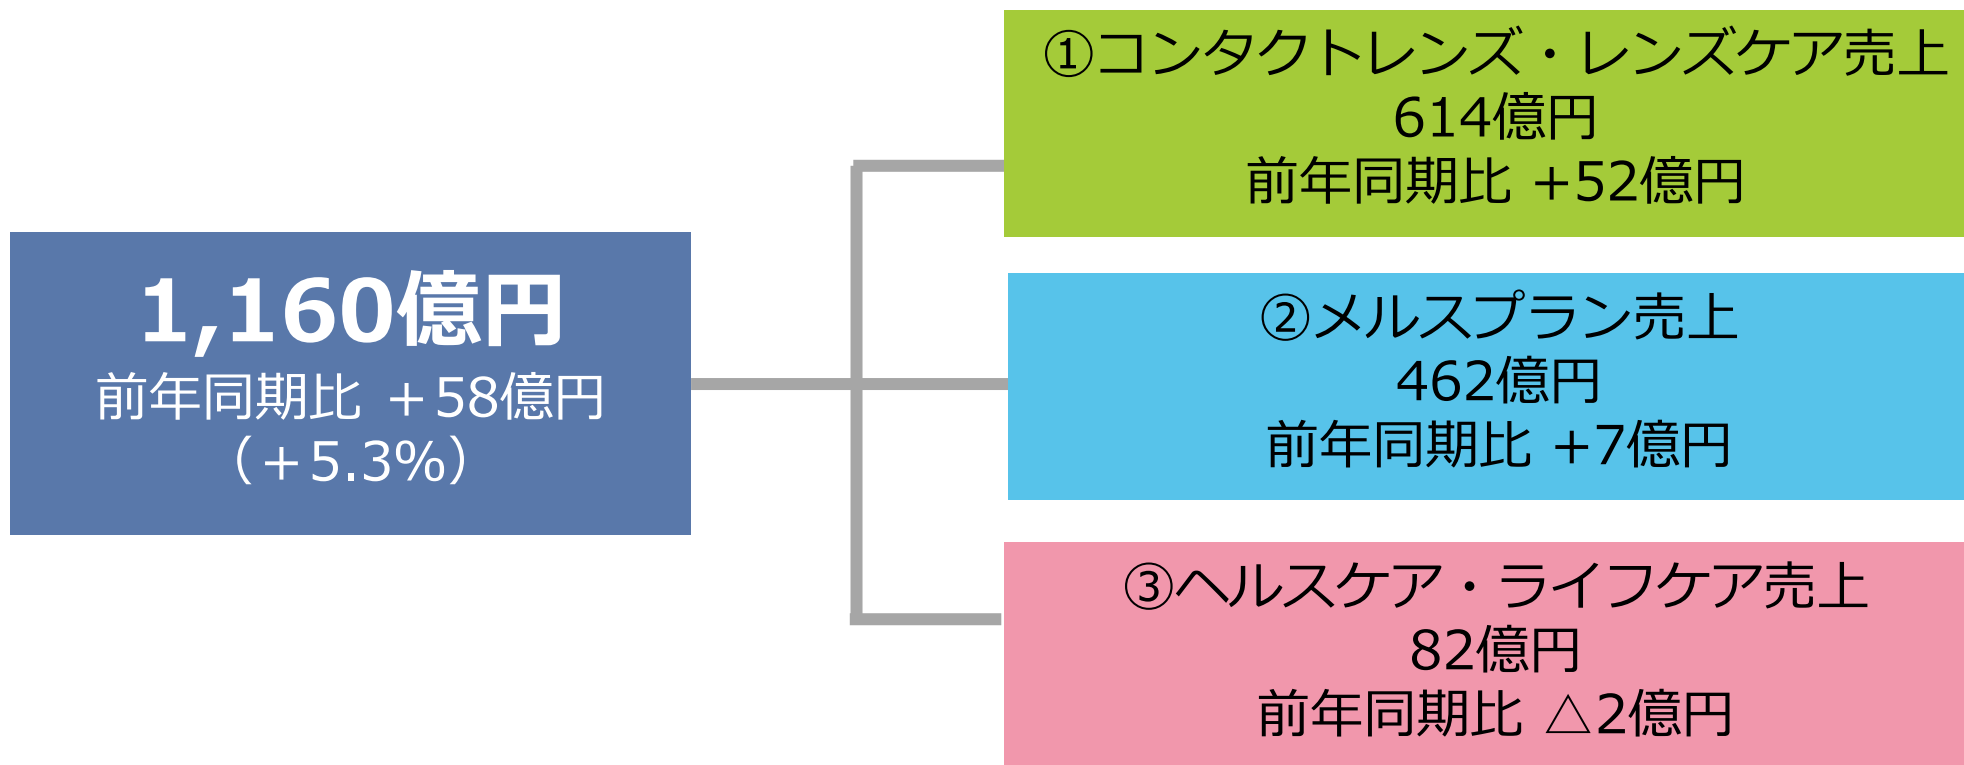 1,160億円
前年同期比 ＋58億円
（＋5.3%）
①コンタクトレンズ・レンズケア売上
614億円
前年同期比 +52億円
②メルスプラン売上
462億円
前年同期比 +7億円
③ヘルスケア・ライフケア売上
82億円
前年同期比 △2億円